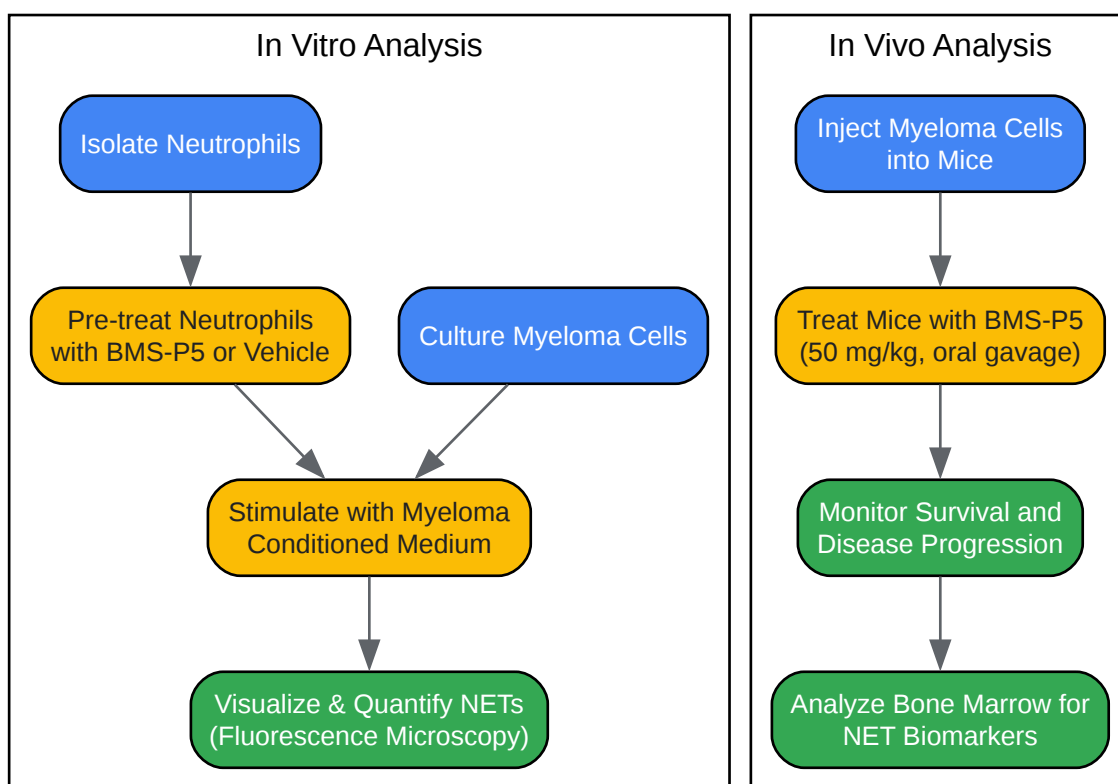 In Vitro Analysis
Isolate Neutrophils
Pre-treat Neutrophils
with BMS-P5 or Vehicle
Culture Myeloma Cells
Stimulate with Myeloma
Conditioned Medium
Visualize & Quantify NETs
(Fluorescence Microscopy)
In Vivo Analysis
Inject Myeloma Cells
into Mice
Treat Mice with BMS-P5
(50 mg/kg, oral gavage)
Monitor Survival and
Disease Progression
Analyze Bone Marrow for
NET Biomarkers